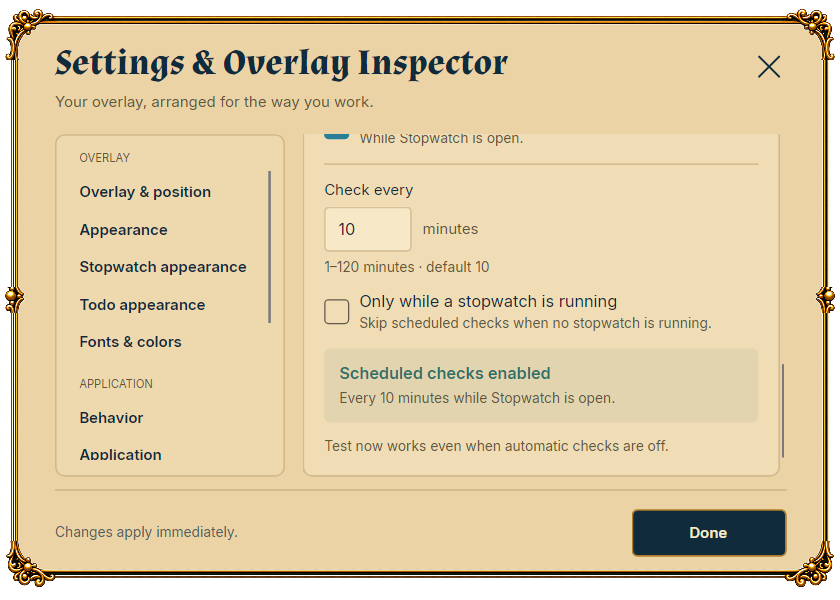 Settings & Overlay Inspector
Your overlay, arranged for the way you work.
OVERLAY
Overlay & position
Appearance
Stopwatch appearance
Todo appearance
Fonts & colors
APPLICATION
Behavior
Application
While Stopwatch is open.
Check every
10 minutes
1–120 minutes · default 10
Only while a stopwatch is running
Skip scheduled checks when no stopwatch is running.
Scheduled checks enabled
Every 10 minutes while Stopwatch is open.
Test now works even when automatic checks are off.
Changes apply immediately.
Done